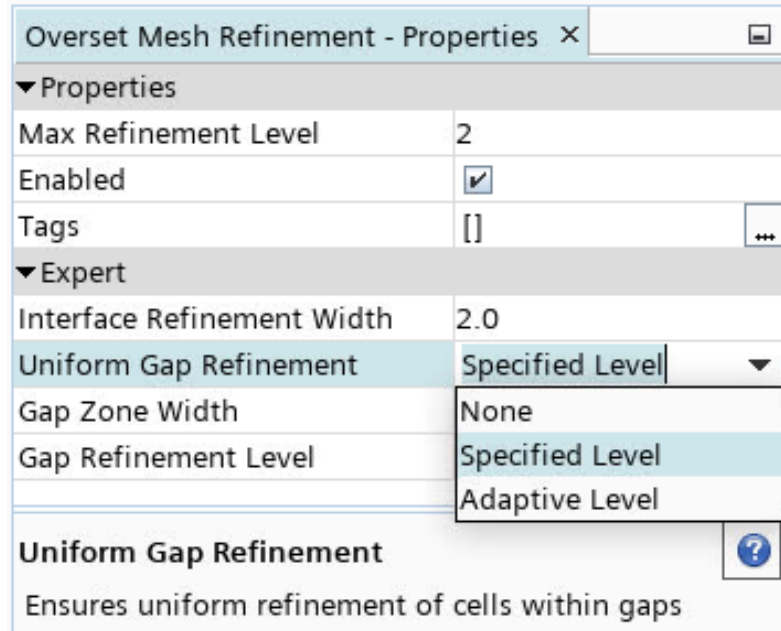 Overset Mesh Refinement - Properties ×
Properties
Max Refinement Level 2
Enabled
Tags [] ...
Expert
Interface Refinement Width 2.0
Uniform Gap Refinement Specified Level
Gap Zone Width None
Gap Refinement Level Specified Level
Adaptive Level
Uniform Gap Refinement ?
Ensures uniform refinement of cells within gaps